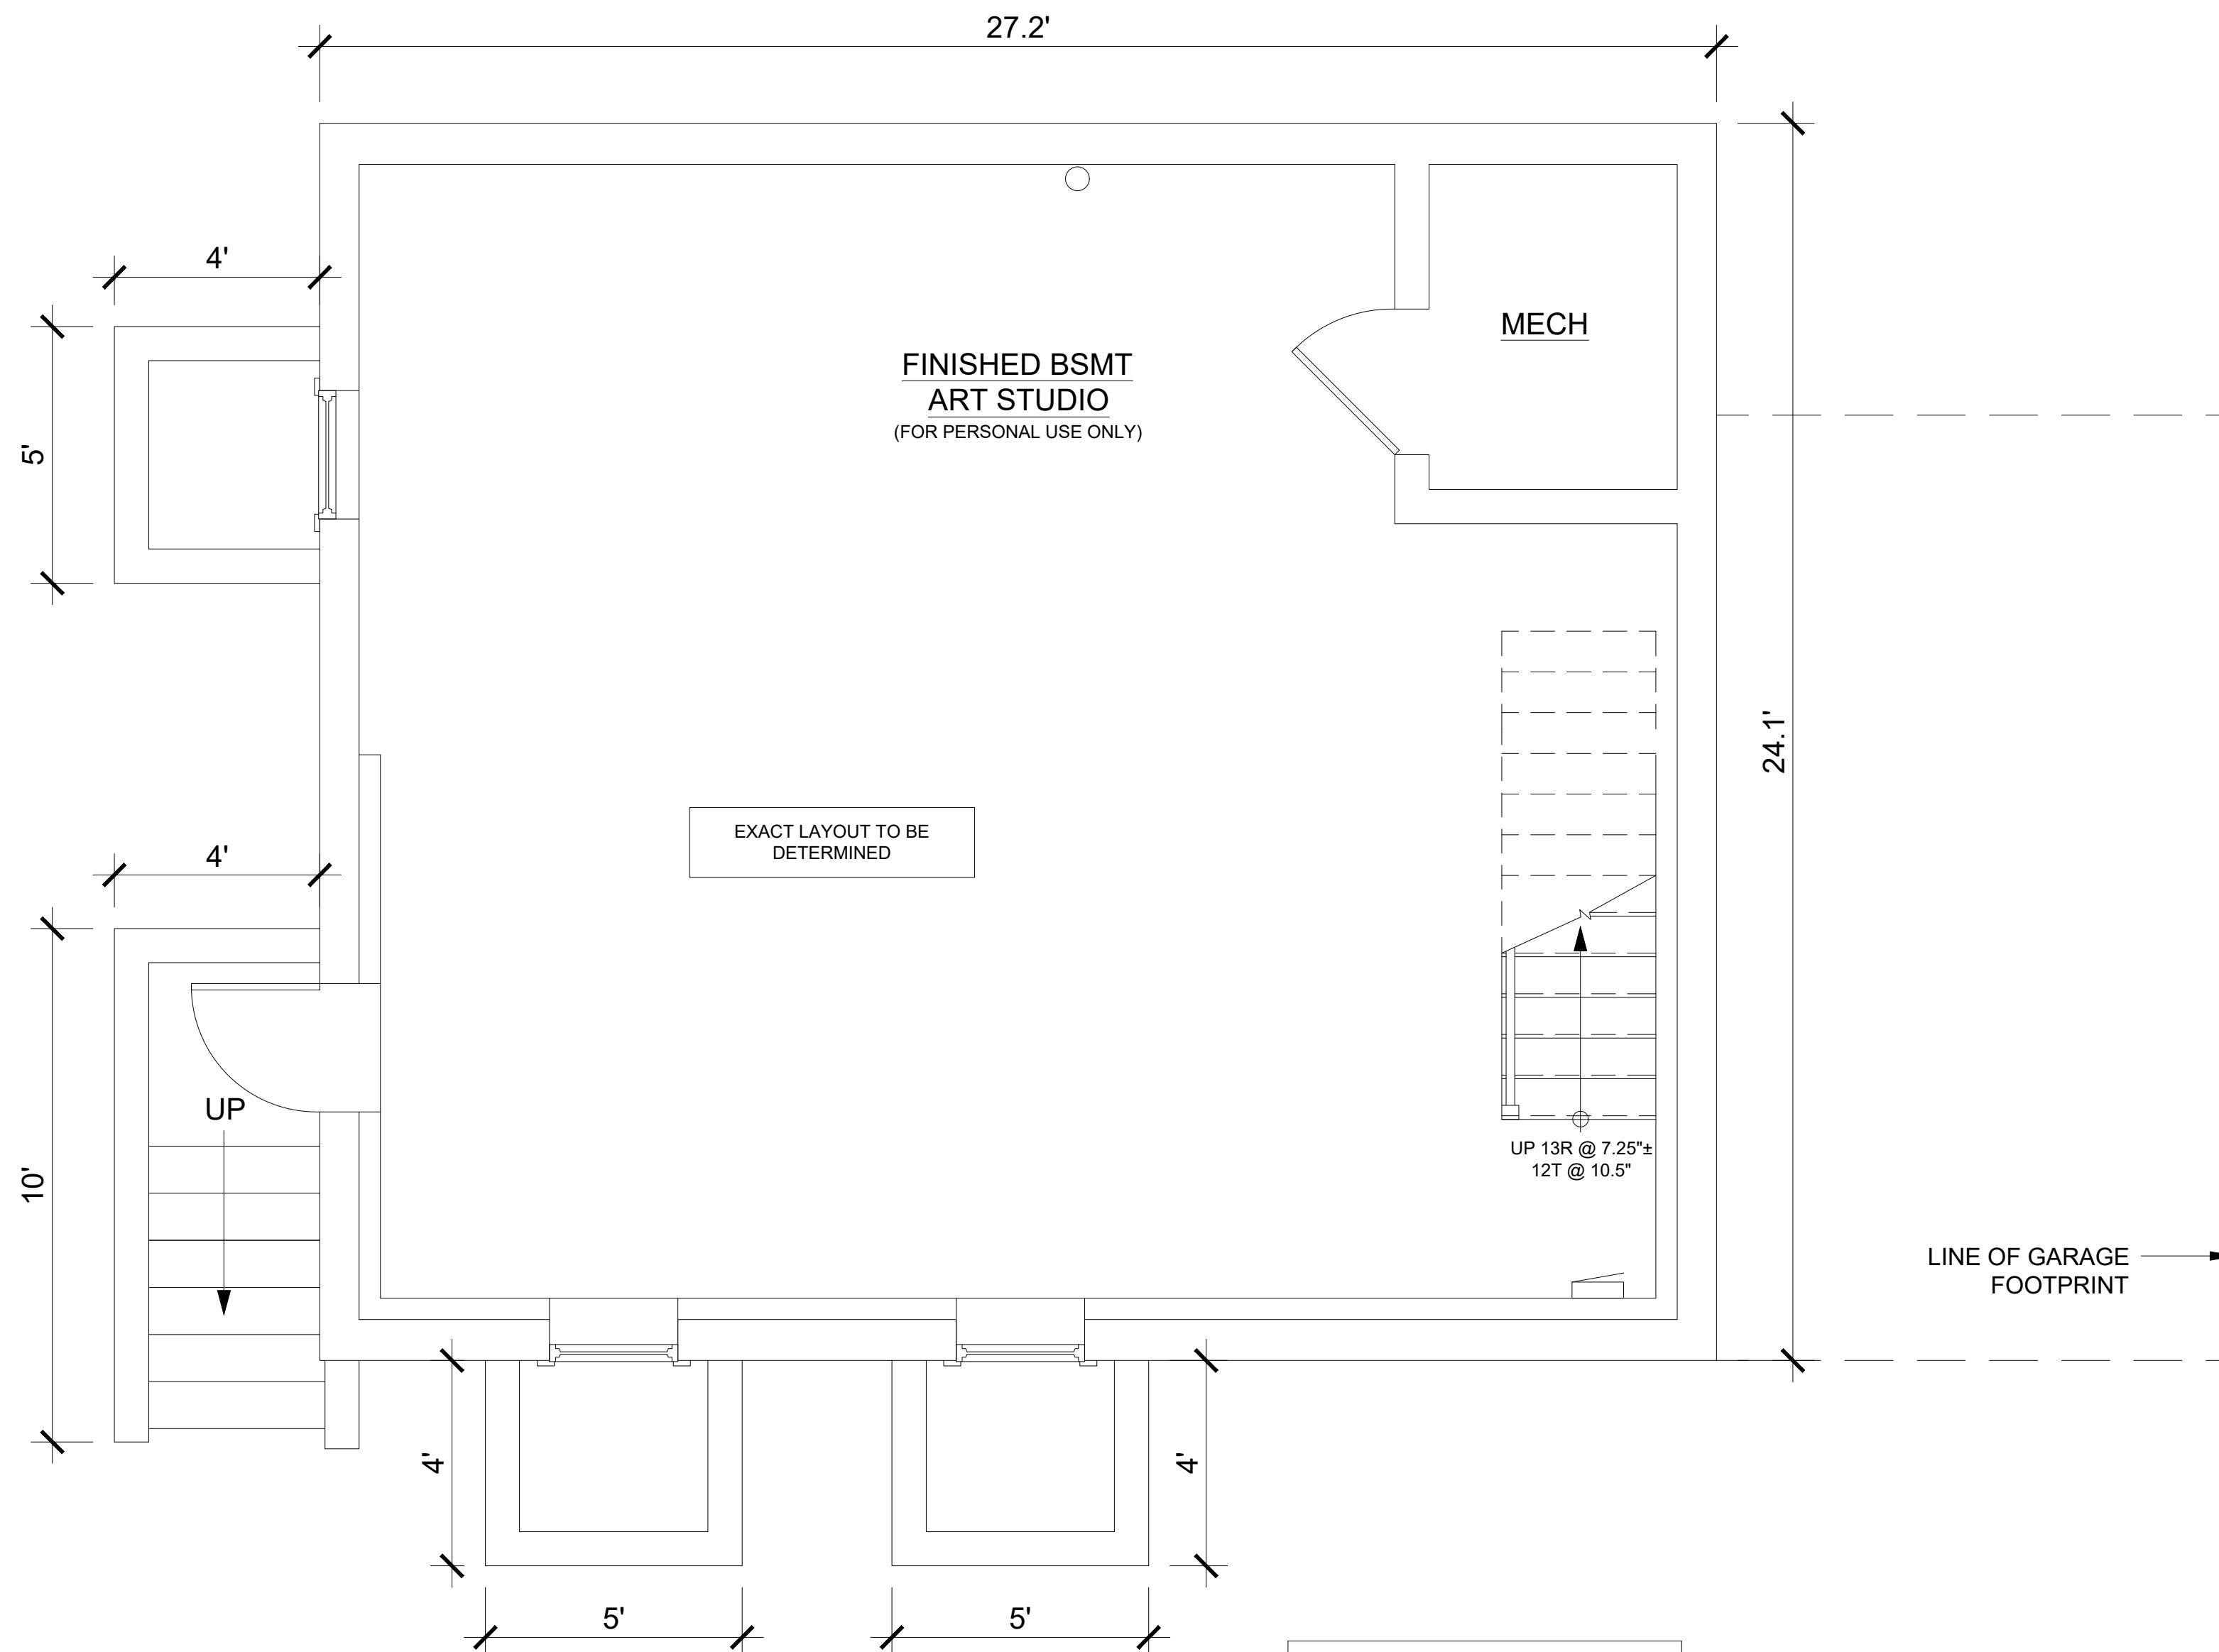 27.2'
4'
FINISHED BSMT
ART STUDIO
(FOR PERSONAL USE ONLY)
MECH
5'
24.1'
EXACT LAYOUT TO BE
DETERMINED
4'
UP
10'
UP 13R @ 7.25"±
12T @ 10.5"
LINE OF GARAGE
FOOTPRINT
4'
4'
5'
5'